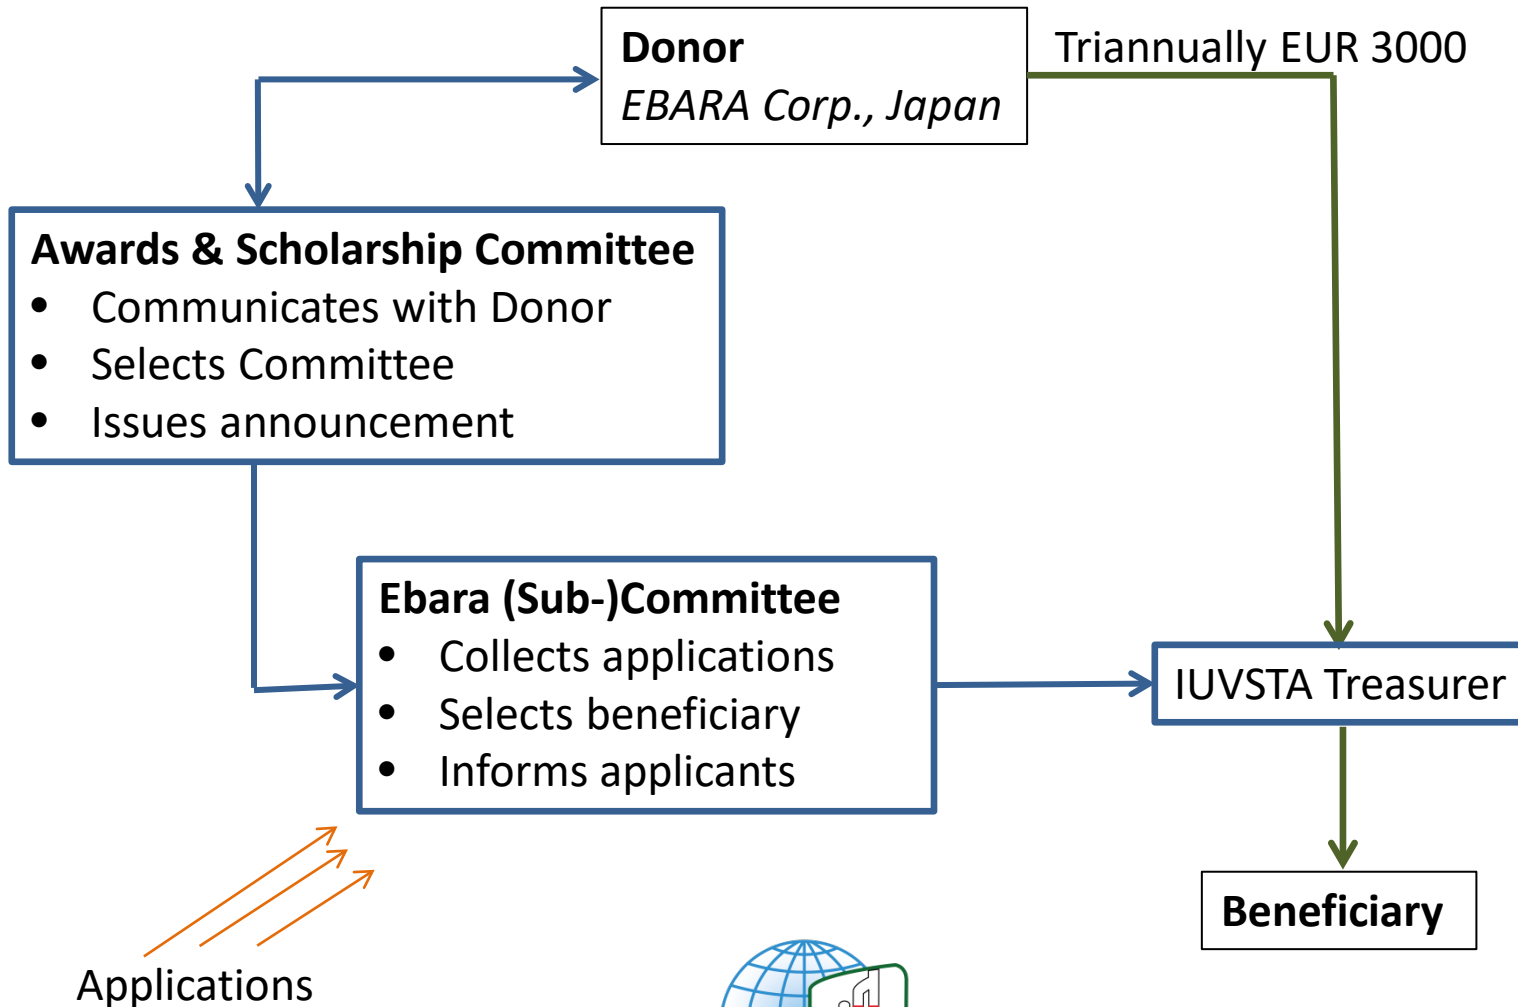 Donor
EBARA Corp., Japan
Triannually EUR 3000
Awards & Scholarship Committee
• Communicates with Donor
• Selects Committee
• Issues announcement
Ebara (Sub-)Committee
• Collects applications
• Selects beneficiary
• Informs applicants
IUVSTA Treasurer
Beneficiary
Applications